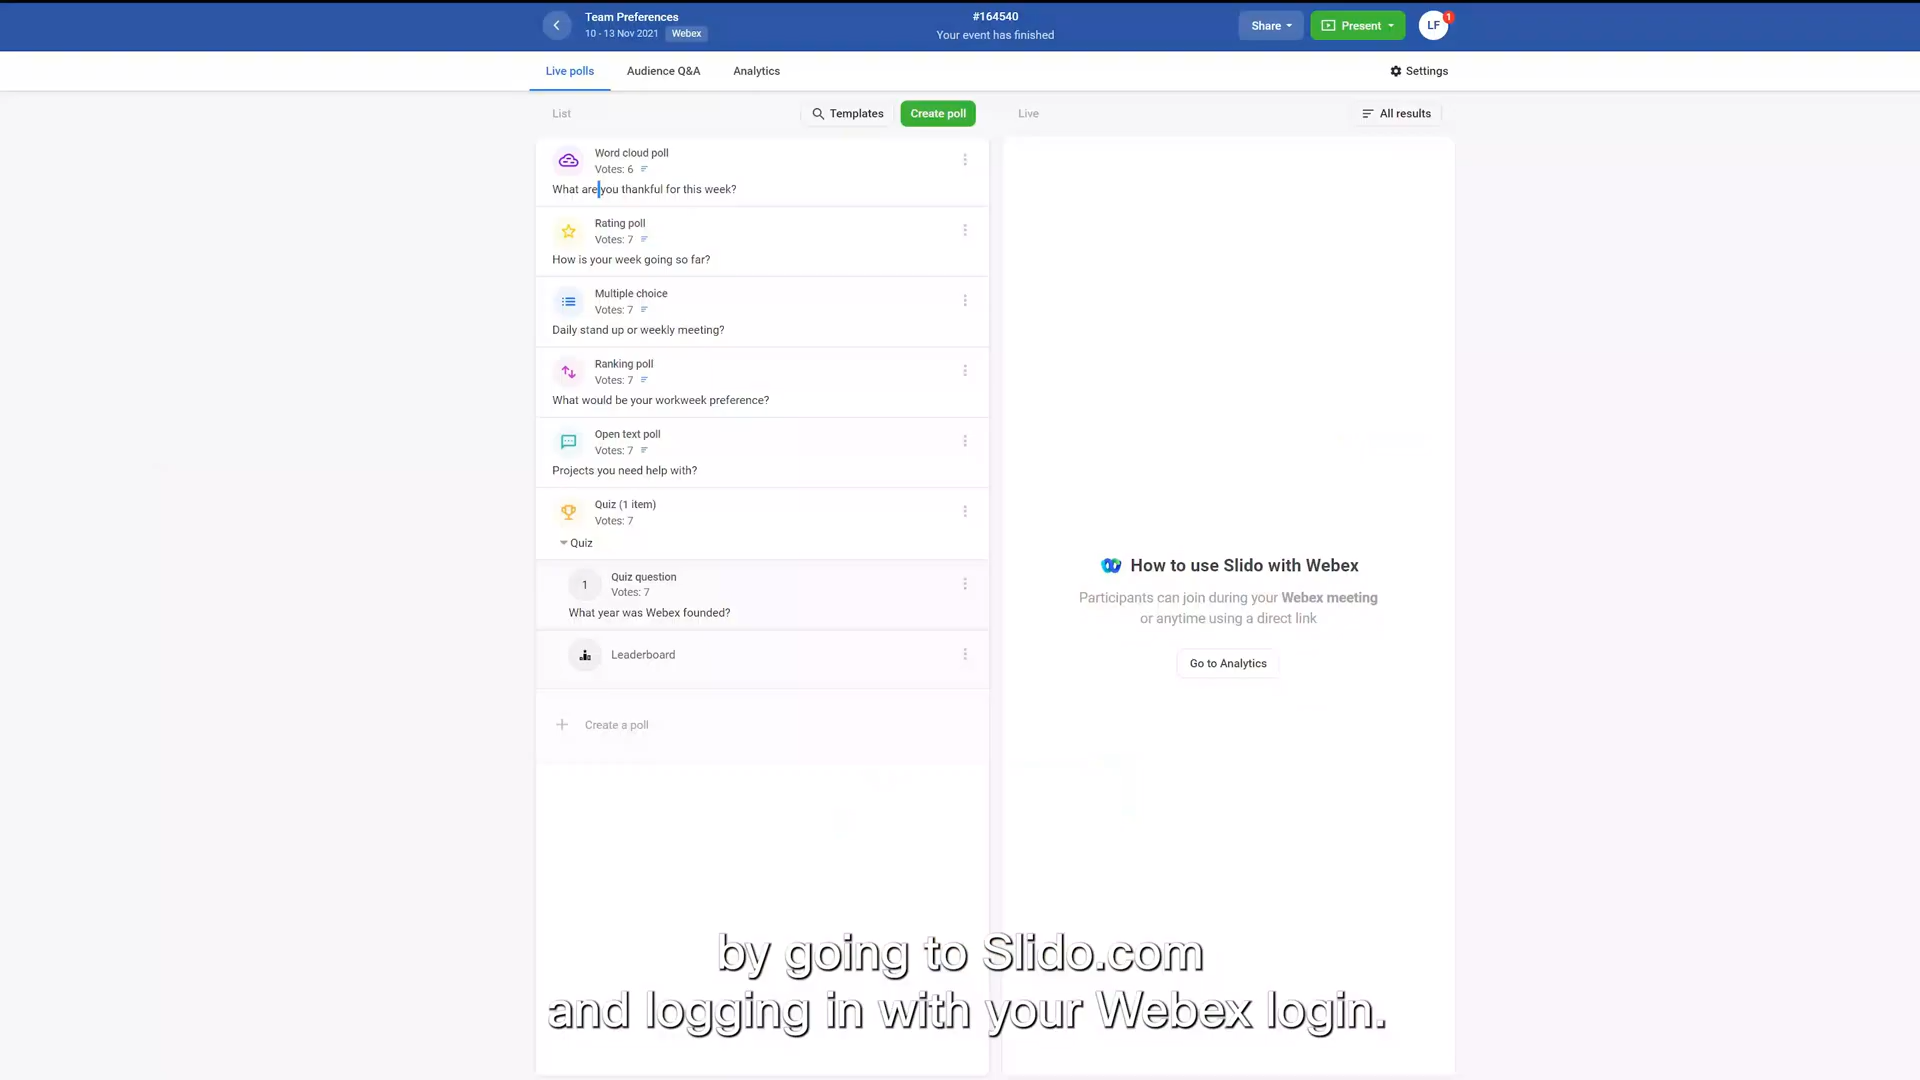 Team Preferences
10 - 13 Nov 2021 Webex
#164540
Your event has finished
Share
Present
LF
1
Live polls
Audience Q&A
Analytics
Settings
List
Templates
Create poll
Live
All results
Word cloud poll
Votes: 6
What are you thankful for this week?
Rating poll
Votes: 7
How is your week going so far?
Multiple choice
Votes: 7
Daily stand up or weekly meeting?
Ranking poll
Votes: 7
What would be your workweek preference?
Open text poll
Votes: 7
Projects you need help with?
Quiz (1 item)
Votes: 7
Quiz
1
Quiz question
Votes: 7
What year was Webex founded?
Leaderboard
Create a poll
How to use Slido with Webex
Participants can join during your Webex meeting
or anytime using a direct link
Go to Analytics
by going to Slido.com
and logging in with your Webex login.